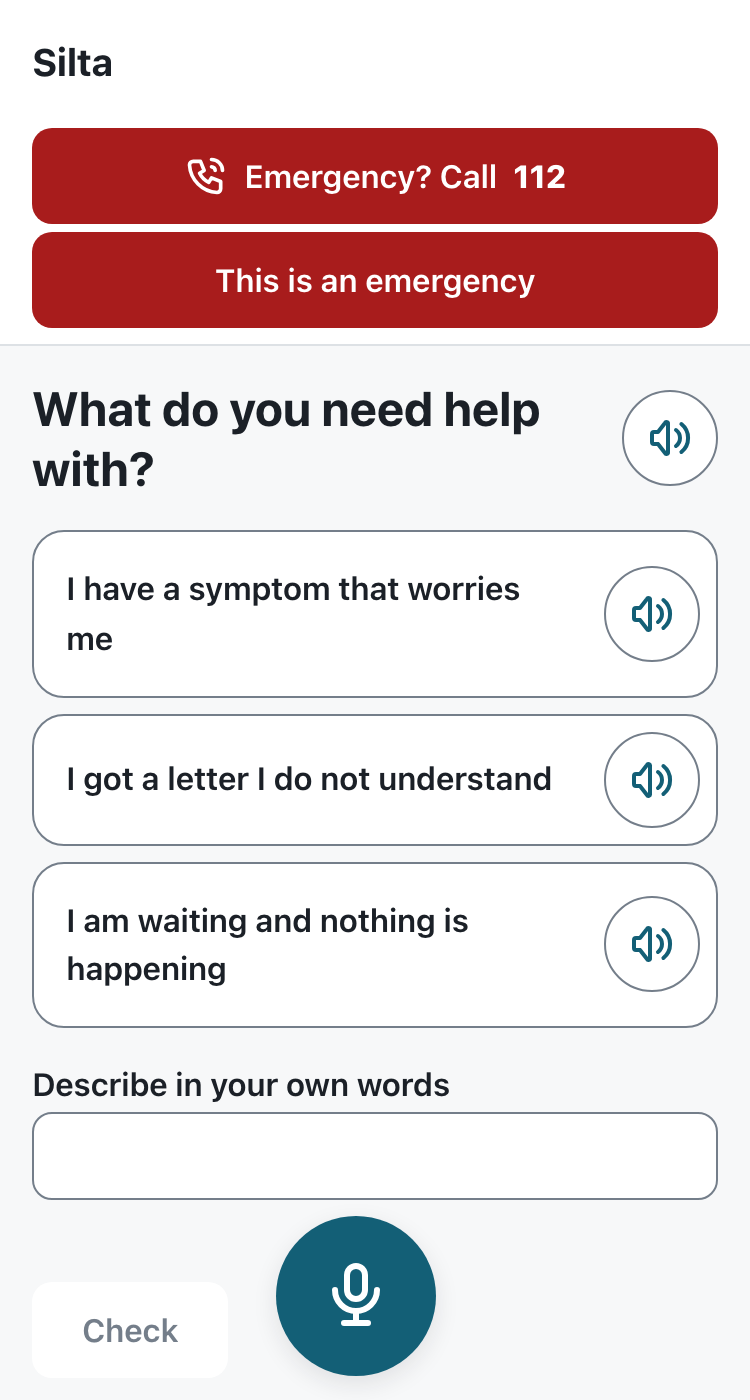 Silta
Emergency? Call 112
This is an emergency
What do you need help
with?
I have a symptom that worries
me
I got a letter I do not understand
I am waiting and nothing is
happening
Describe in your own words
Check